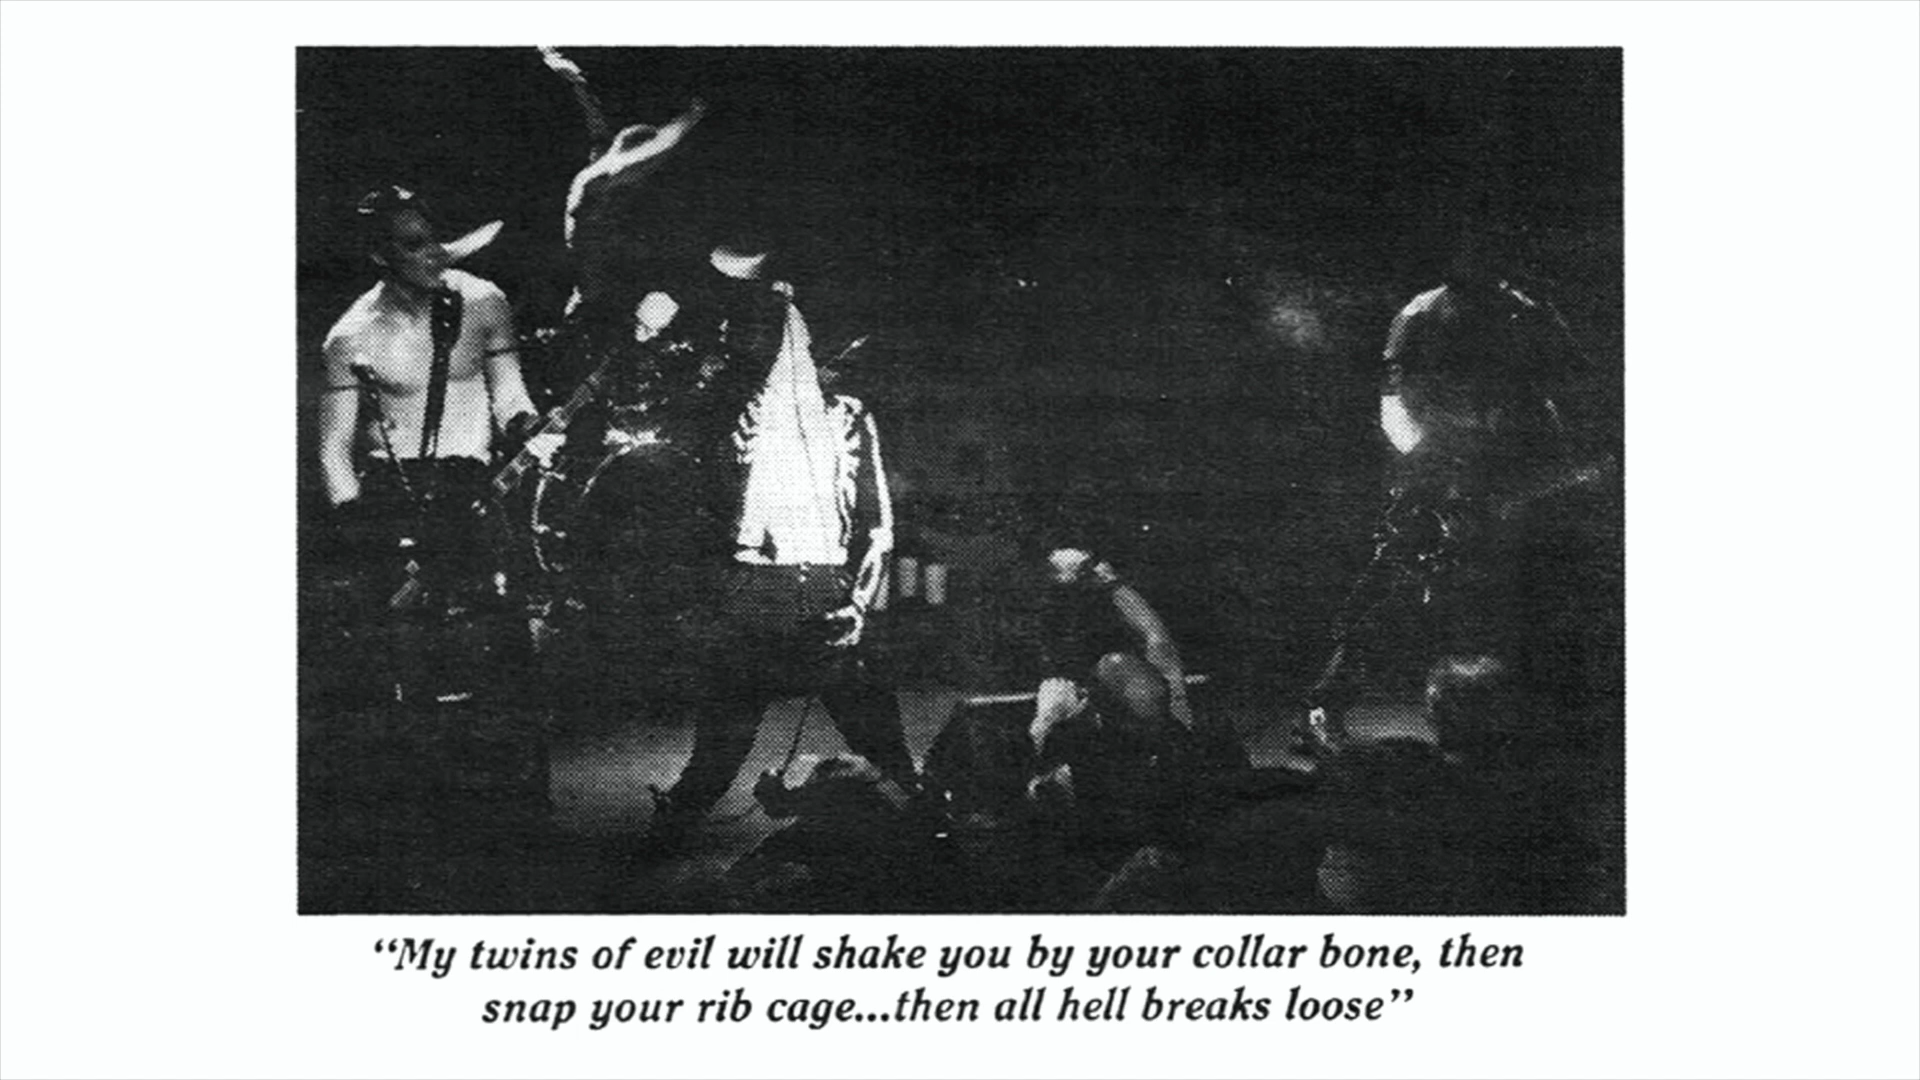 “My twins of evil will shake you by your collar bone, then
snap your rib cage...then all hell breaks loose”